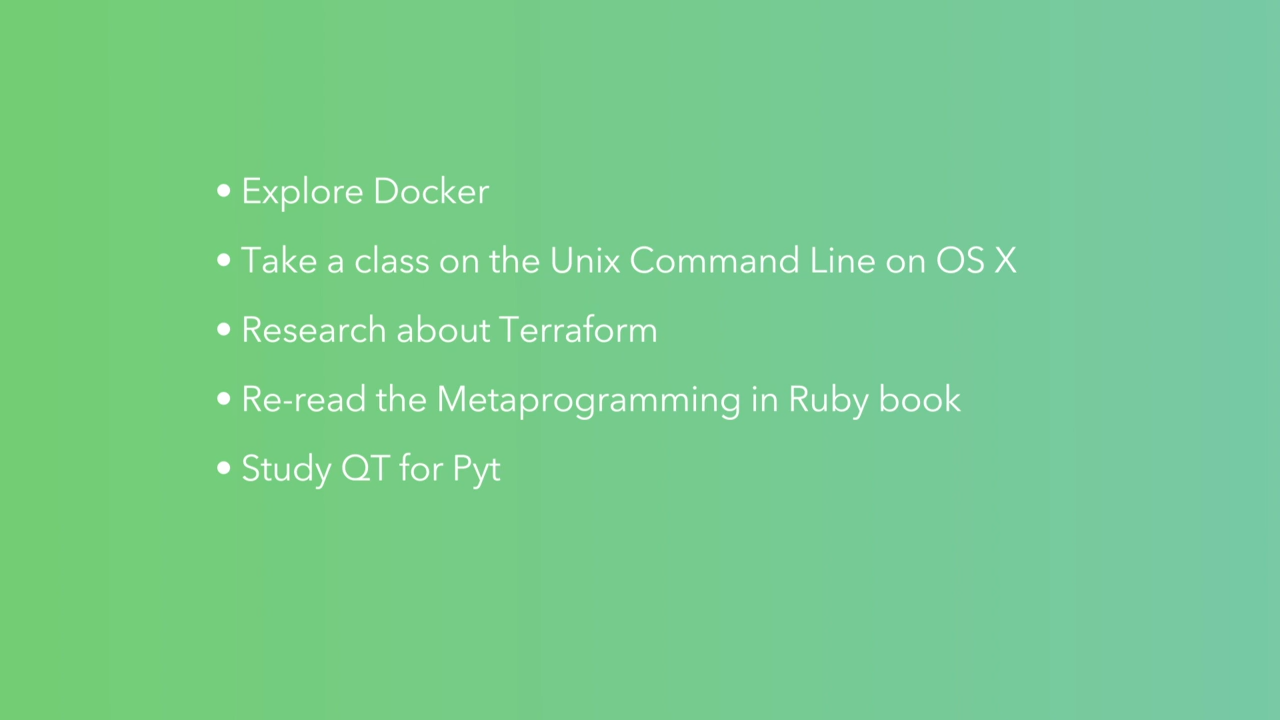 • Explore Docker
• Take a class on the Unix Command Line on OS X
• Research about Terraform
• Re-read the Metaprogramming in Ruby book
• Study QT for Pyt